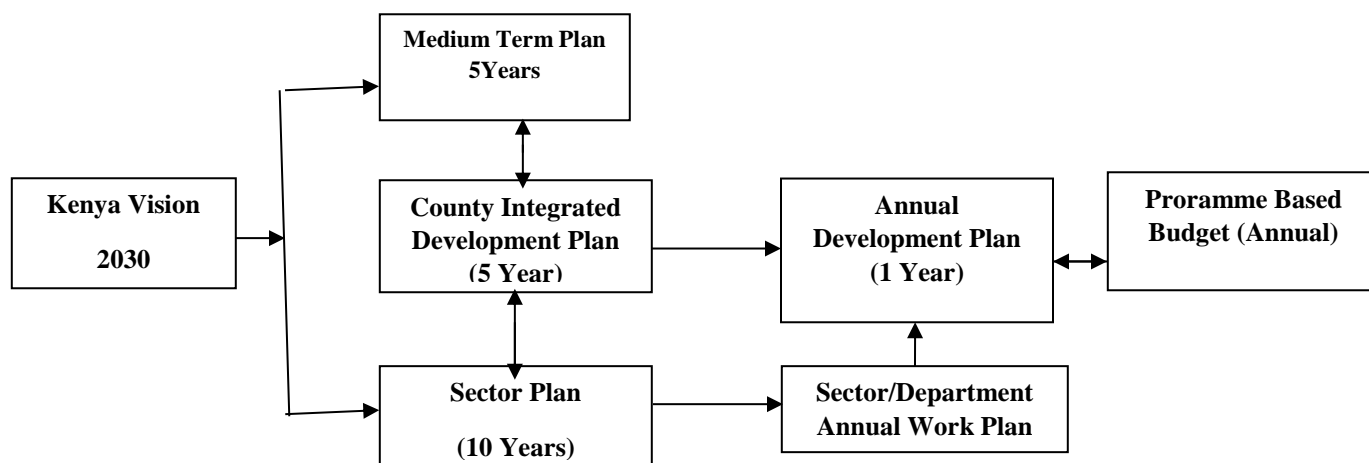 Medium Term Plan
5Years
Kenya Vision
2030
County Integrated
Development Plan
(5 Year)
Annual
Development Plan
(1 Year)
Proramme Based
Budget (Annual)
Sector Plan
(10 Years)
Sector/Department
Annual Work Plan